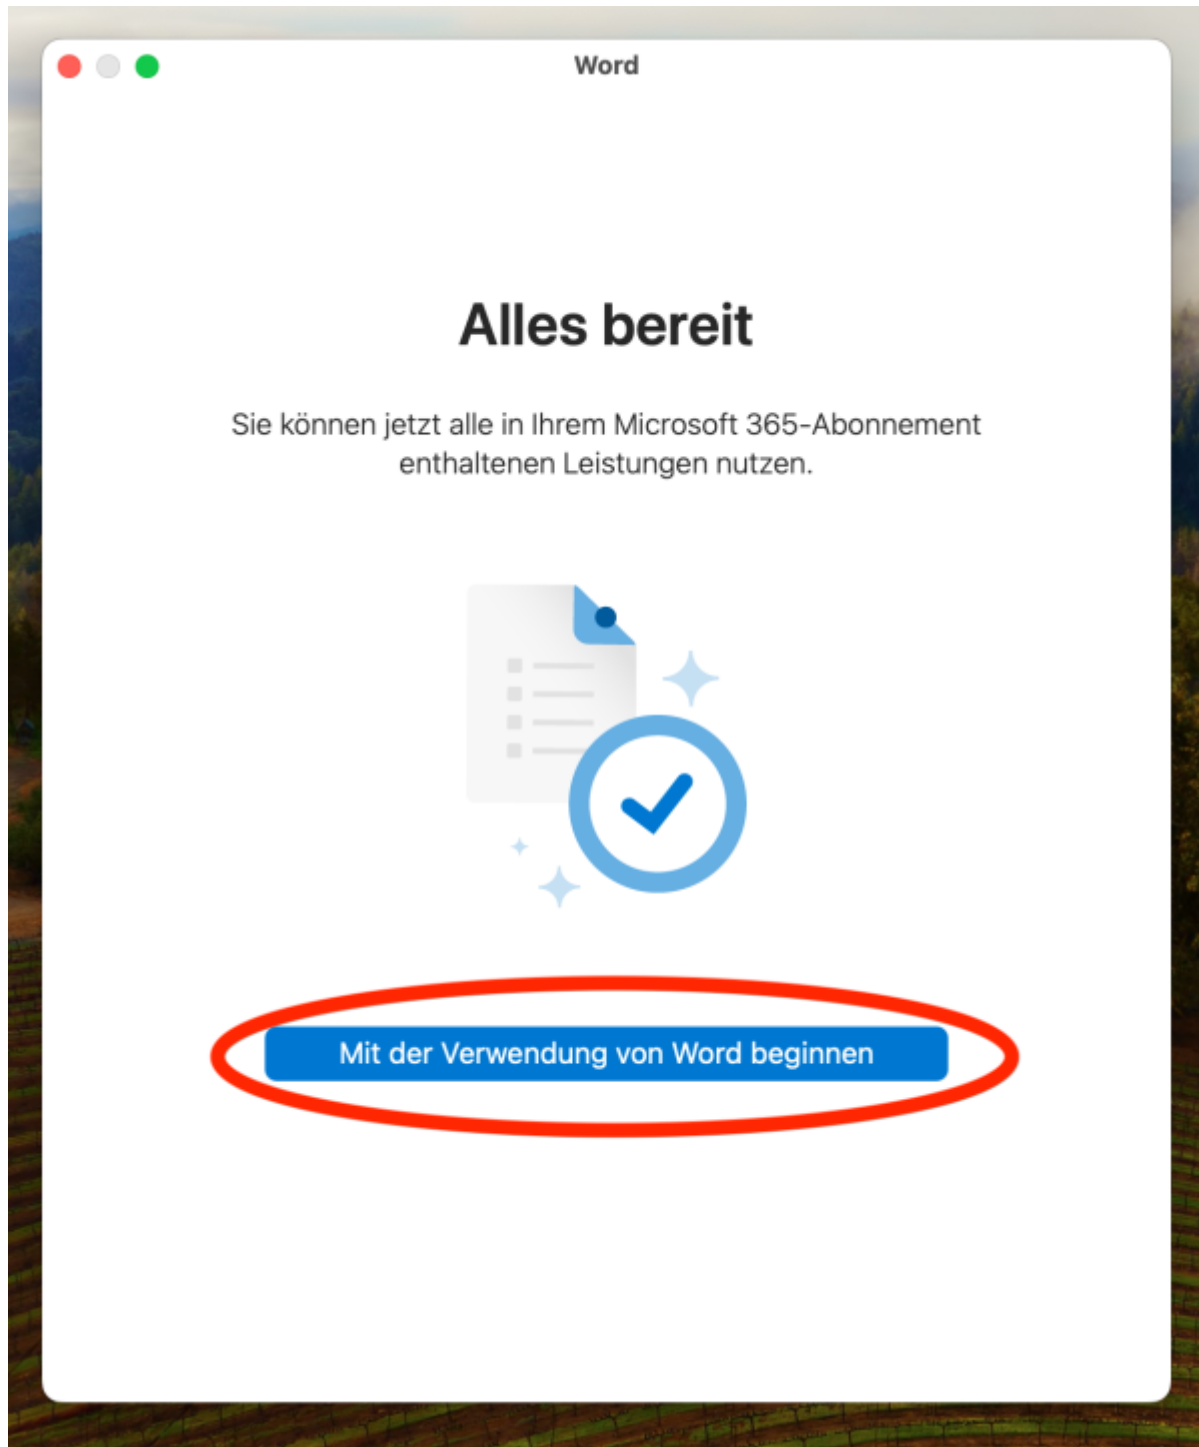 Word
Alles bereit
Sie können jetzt alle in Ihrem Microsoft 365-Abonnement
enthaltenen Leistungen nutzen.
Mit der Verwendung von Word beginnen